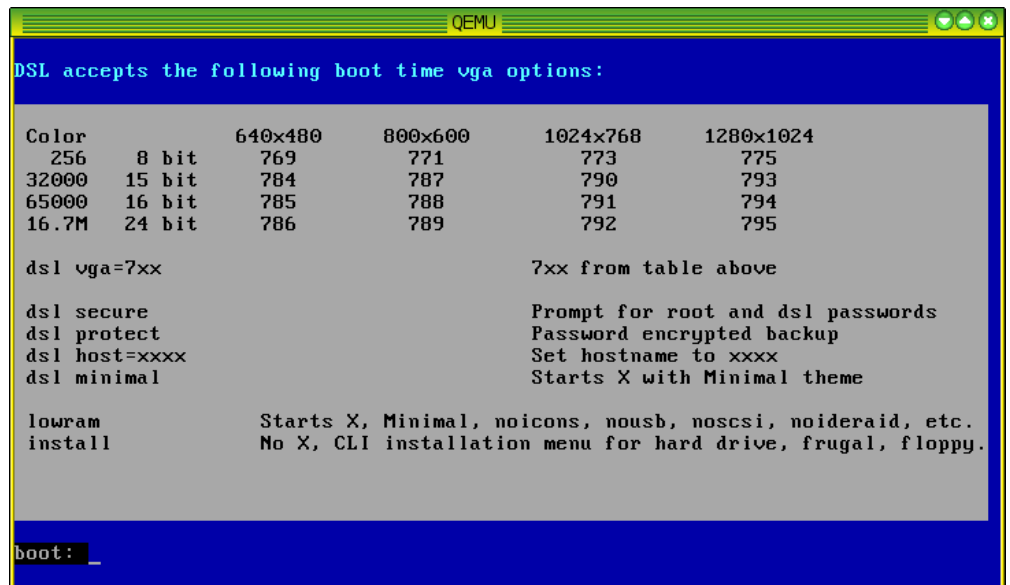 QEMU
DSL accepts the following boot time vga options:
Color 640x480 800x600 1024x768 1280x1024
256 8 bit 769 771 773 775
32000 15 bit 784 787 790 793
65000 16 bit 785 788 791 794
16.7M 24 bit 786 789 792 795
dsl vga=7xx 7xx from table above
dsl secure Prompt for root and dsl passwords
dsl protect Password encrypted backup
dsl host=xxxx Set hostname to xxxx
dsl minimal Starts X with Minimal theme
lowram Starts X, Minimal, noicons, nousb, noscsi, noideraid, etc.
install No X, CLI installation menu for hard drive, frugal, floppy.
boot: _